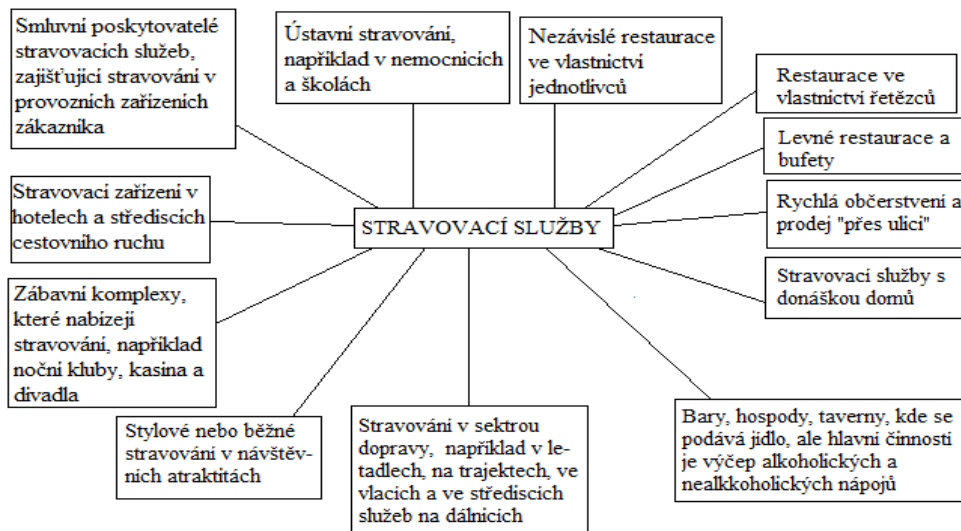 Smluvní poskytovatelé
stravovacích služeb,
zajišťující stravování v
provozních zařízeních
zákazníka
Ústavní stravování,
například v nemocnicích
a školách
Nezávislé restaurace
ve vlastnictví
jednotlivců
Restaurace ve
vlastnictvi řetězců
Levné restaurace a
bufety
Rychlá občerstveni a
prodej "přes ulici"
Stravovaci služby s
donáškou domů
Stravovací zařízení v
hotelech a střediscích
cestovního ruchu
STRAVOVACÍ SLUŽBY
Zábavní komplexy,
které nabízejí
stravování, například
noční kluby, kasina a
divadla
Stylové nebo běžné
stravování v návštěv-
ních atraktitách
Stravování v sektrou
dopravy, například v le-
tadlech, na trajektech, ve
vlacích a ve střediscích
služeb na dálnicích
Bary, hospody, taverny, kde se
podává jídlo, ale hlavní činnosti
je výčep alkoholických a
nealkkoholických nápojů